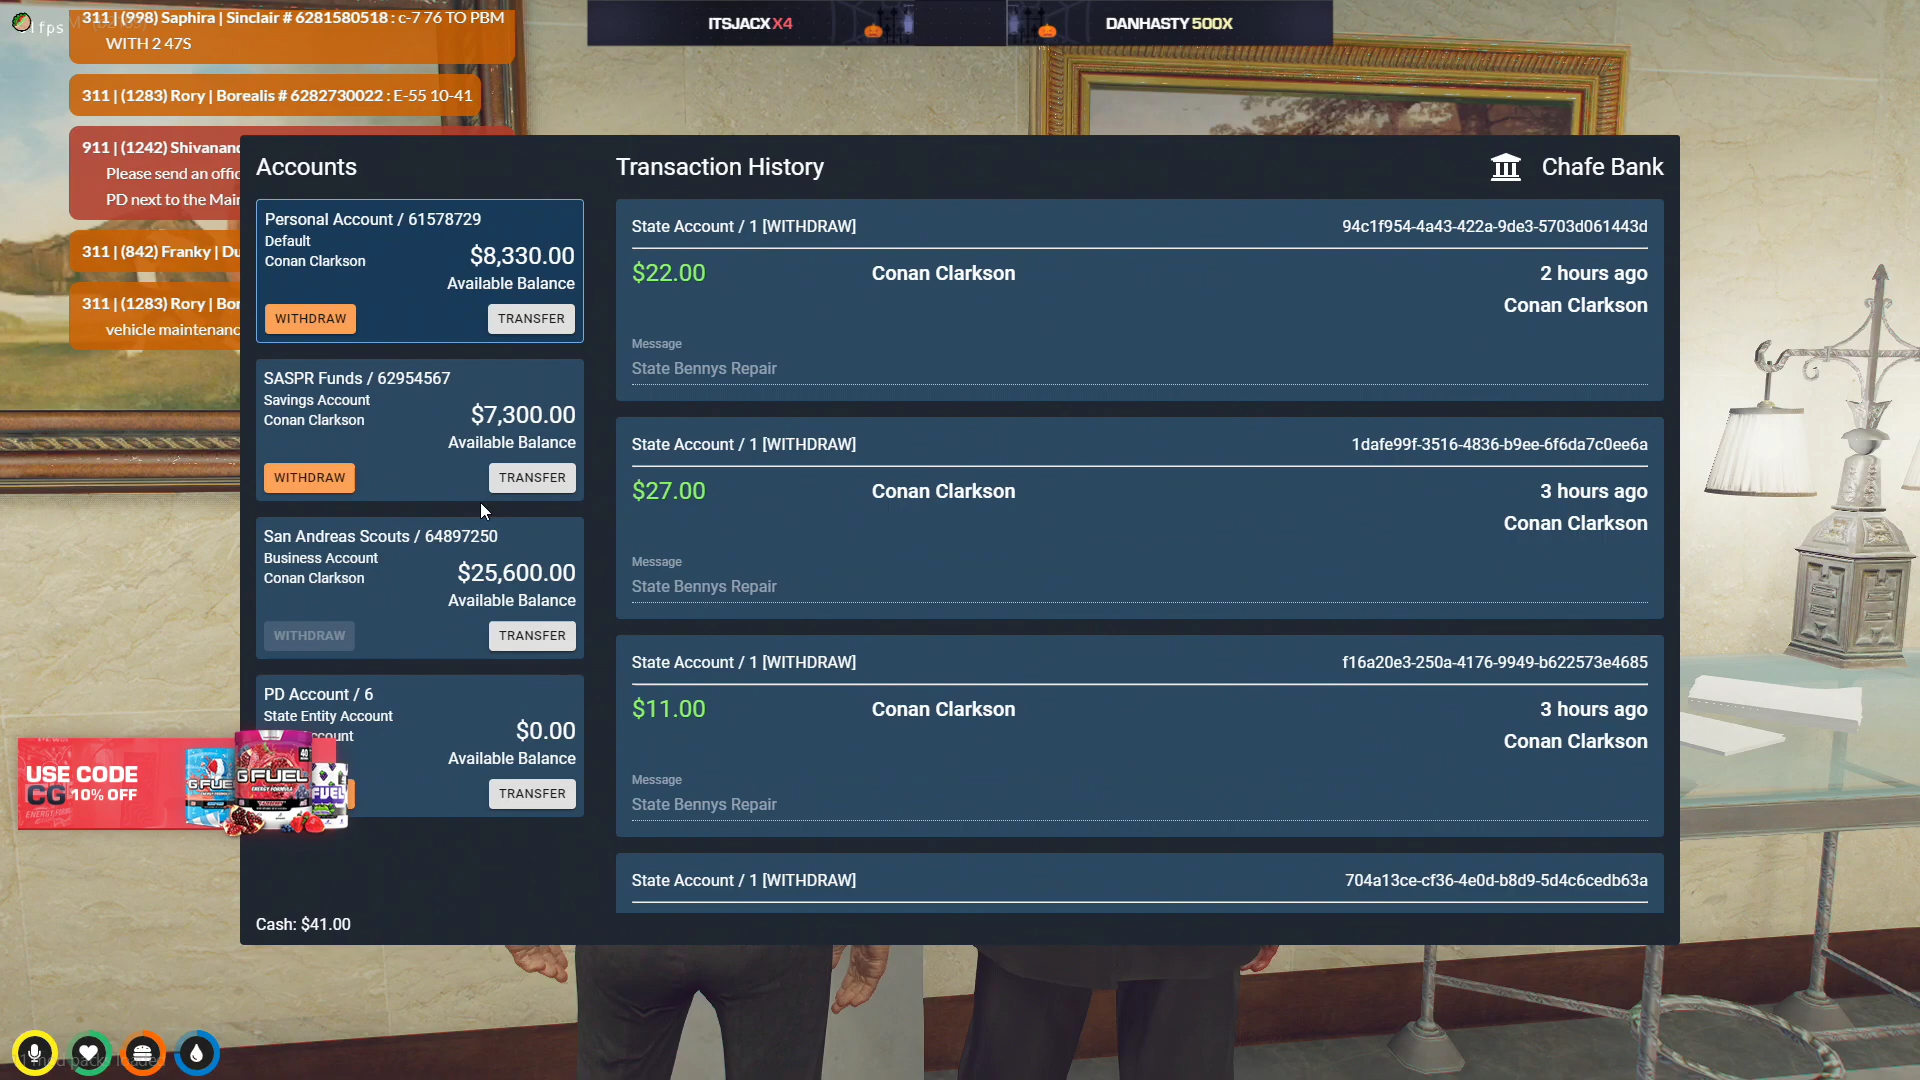 1fps
311 | (998) Saphira | Sinclair # 6281580518 : c-7 76 TO PBM
WITH 2 47S
311 | (1283) Rory | Borealis # 6282730022 : E-55 10-41
911 | (1242) Shivanand
Please send an offic
PD next to the Mair
311 | (842) Franky | Du
311 | (1283) Rory | Bor
vehicle maintenanc
ITSJACX X4
DANHASTY 500X
Accounts
Personal Account / 61578729
Default
Conan Clarkson
$8,330.00
Available Balance
WITHDRAW
TRANSFER
SASPR Funds / 62954567
Savings Account
Conan Clarkson
$7,300.00
Available Balance
WITHDRAW
TRANSFER
San Andreas Scouts / 64897250
Business Account
Conan Clarkson
$25,600.00
Available Balance
WITHDRAW
TRANSFER
PD Account / 6
State Entity Account
count
$0.00
Available Balance
TRANSFER
Cash: $41.00
Transaction History
Chafe Bank
State Account / 1 [WITHDRAW]
94c1f954-4a43-422a-9de3-5703d061443d
$22.00
Conan Clarkson
2 hours ago
Conan Clarkson
Message
State Bennys Repair
State Account / 1 [WITHDRAW]
1dafe99f-3516-4836-b9ee-6f6da7c0ee6a
$27.00
Conan Clarkson
3 hours ago
Conan Clarkson
Message
State Bennys Repair
State Account / 1 [WITHDRAW]
f16a20e3-250a-4176-9949-b622573e4685
$11.00
Conan Clarkson
3 hours ago
Conan Clarkson
Message
State Bennys Repair
State Account / 1 [WITHDRAW]
704a13ce-cf36-4e0d-b8d9-5d4c6cedb63a
USE CODE
CG 10% OFF
G FUEL
ENERGY FORMULA
40